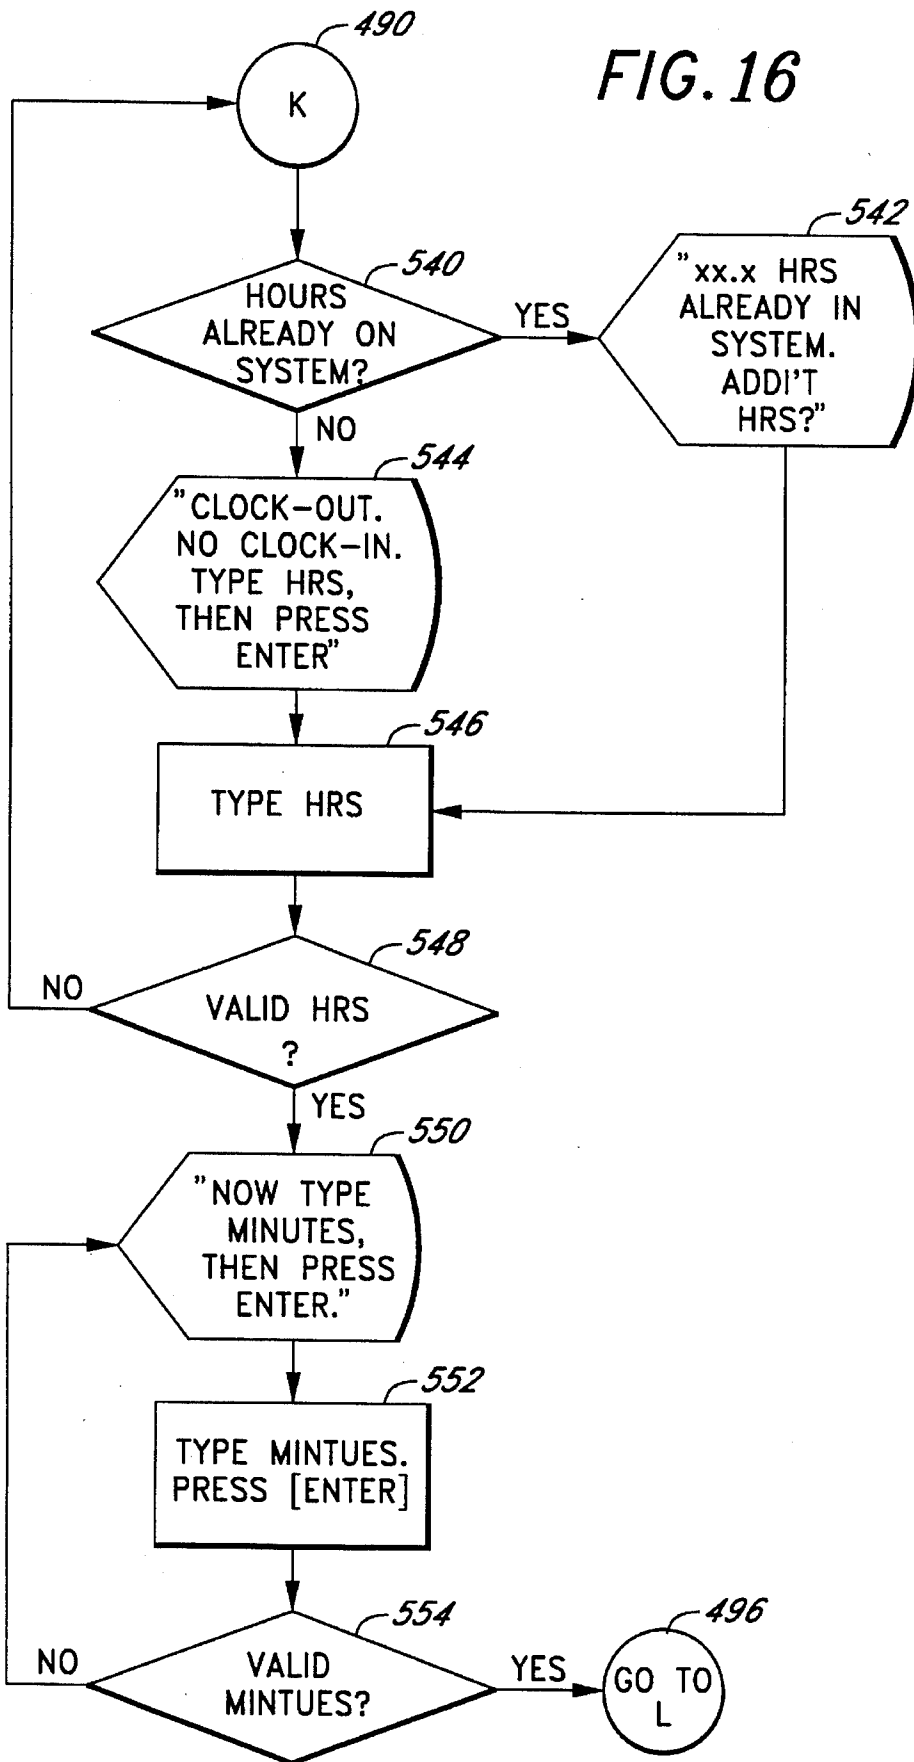 490
FIG. 16
K
542
"xx.x HRS
ALREADY IN
SYSTEM.
ADDI'T
HRS?"
540
HOURS
ALREADY ON
SYSTEM?
YES
NO
544
"CLOCK-OUT.
NO CLOCK-IN.
TYPE HRS,
THEN PRESS
ENTER"
546
TYPE HRS
548
NO
VALID HRS
?
YES
550
"NOW TYPE
MINUTES,
THEN PRESS
ENTER."
552
TYPE MINTUES.
PRESS [ENTER]
554
496
NO
VALID
MINTUES?
YES
GO TO
L